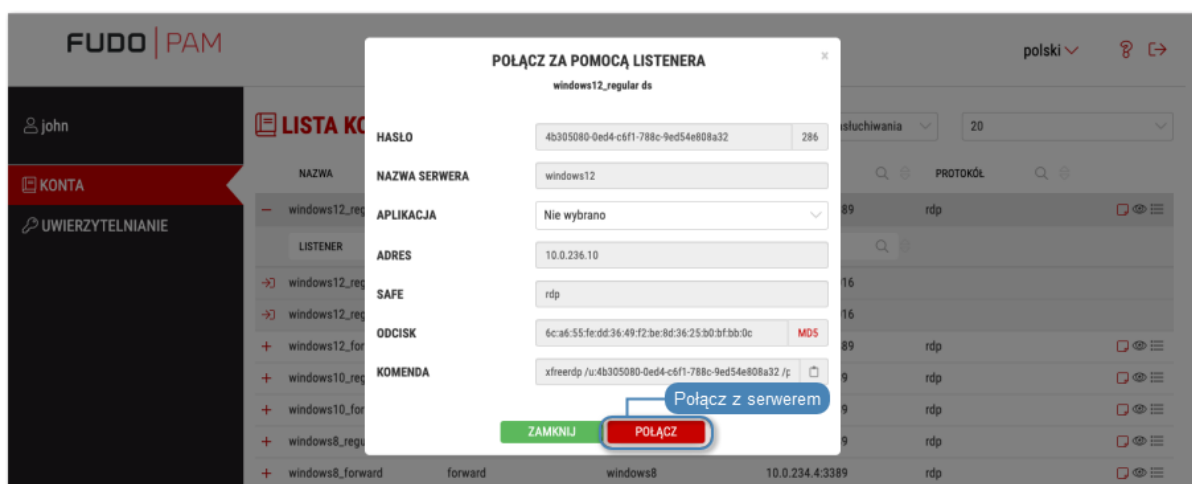 FUDO PAM
polski
john
KONTA
UWIERZYTELNIANIE
LISTA KO
słuchiwania
20
NAZWA
PROTOKÓŁ
windows12_reg
89
rdp
LISTENER
windows12_reg
16
windows12_reg
16
windows12_for
89
rdp
windows10_reg
9
rdp
windows10_for
9
rdp
windows8_regu
9
rdp
windows8_forward
forward
windows8
10.0.234.4:3389
rdp
POŁĄCZ ZA POMOCĄ LISTENERA
×
windows12_regular ds
HASŁO
4b305080-0ed4-c6f1-788c-9ed54e808a32
286
NAZWA SERWERA
windows12
APLIKACJA
Nie wybrano
ADRES
10.0.236.10
SAFE
rdp
ODCISK
6c:a6:55:fe:dd:36:49:f2:be:8d:36:25:b0:bf:bb:0c
MD5
KOMENDA
xfreerdp /u:4b305080-0ed4-c6f1-788c-9ed54e808a32 /p
Połącz z serwerem
ZAMKNIJ
POŁĄCZ